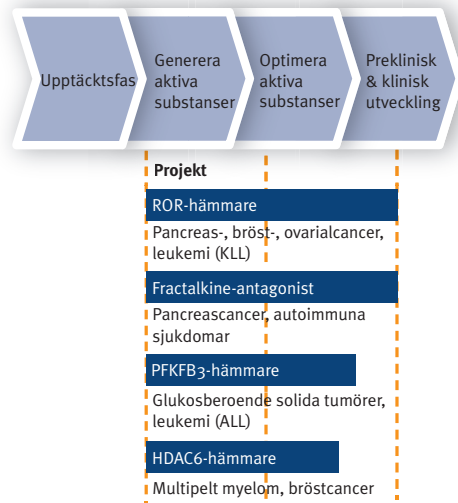 Upptäcktsfas
Generera
aktiva
substanser
Optimera
aktiva
substanser
Preklinisk
& klinisk
utveckling
Projekt
ROR-hämmare
Pancreas-, bröst-, ovarialcancer,
leukemi (KLL)
Fractalkine-antagonist
Pancreascancer, autoimmuna
sjukdomar
PFKFB3-hämmare
Glukosberoende solida tumörer,
leukemi (ALL)
HDAC6-hämmare
Multipelt myelom, bröstcancer